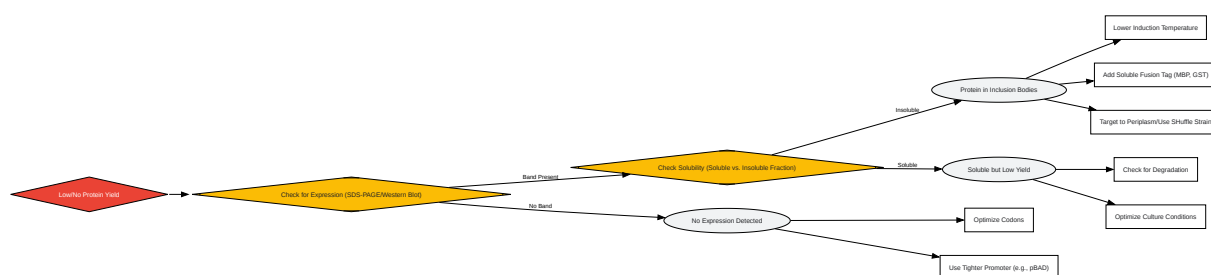 Low/No Protein Yield
Check for Expression (SDS-PAGE/Western Blot)
Band Present
No Band
Check Solubility (Soluble vs. Insoluble Fraction)
No Expression Detected
Insoluble
Soluble
Protein in Inclusion Bodies
Soluble but Low Yield
Lower Induction Temperature
Add Soluble Fusion Tag (MBP, GST)
Target to Periplasm/Use SHuffle Strain
Check for Degradation
Optimize Culture Conditions
Optimize Codons
Use Tighter Promoter (e.g., pBAD)